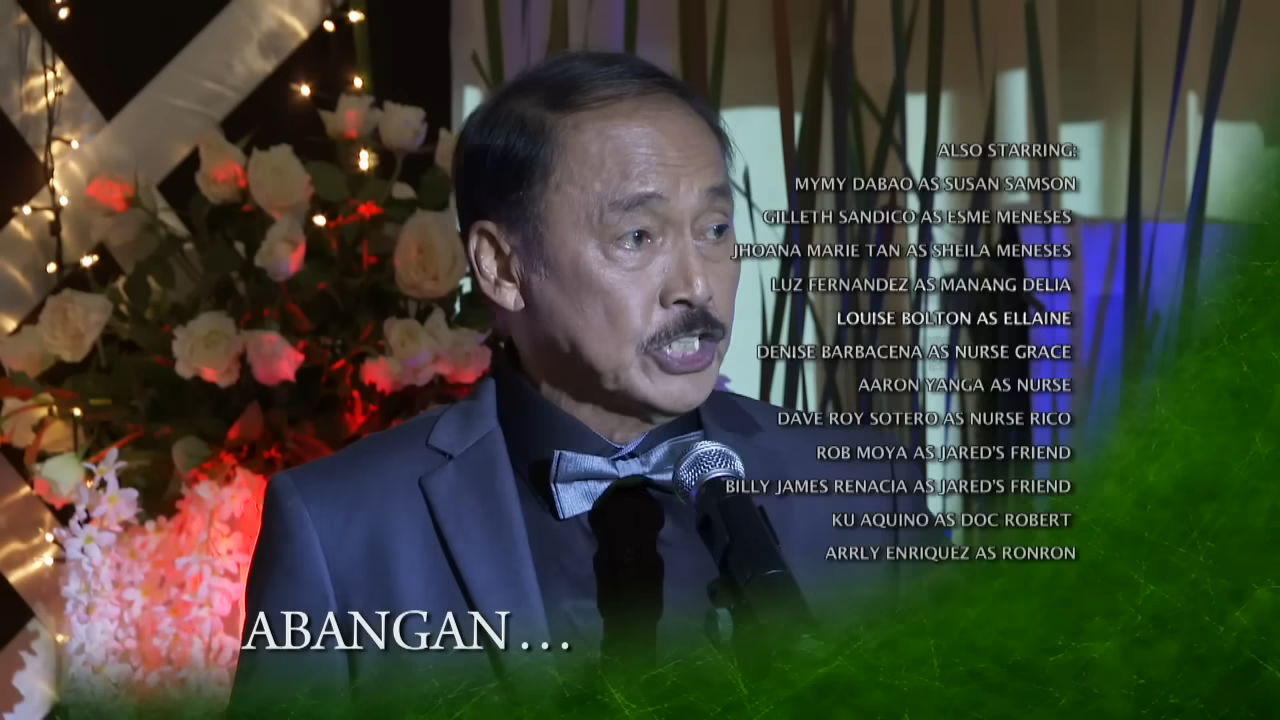 ALSO STARRING:
MYMY DABAO AS SUSAN SAMSON
GILLETH SANDICO AS ESME MENESES
JHOANA MARIE TAN AS SHEILA MENESES
LUZ FERNANDEZ AS MANANG DELIA
LOUISE BOLTON AS ELLAINE
DENISE BARBACENA AS NURSE GRACE
AARON YANGA AS NURSE
DAVE ROY SOTERO AS NURSE RICO
ROB MOYA AS JARED'S FRIEND
BILLY JAMES RENACIA AS JARED'S FRIEND
KU AQUINO AS DOC ROBERT
ARRLY ENRIQUEZ AS RONRON
ABANGAN...